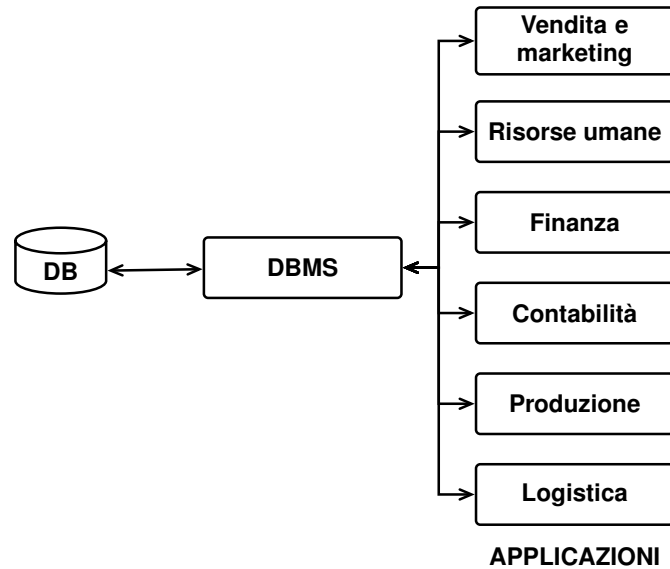 Vendita e
marketing
Risorse umane
Finanza
DB
DBMS
Contabilità
Produzione
Logistica
APPLICAZIONI